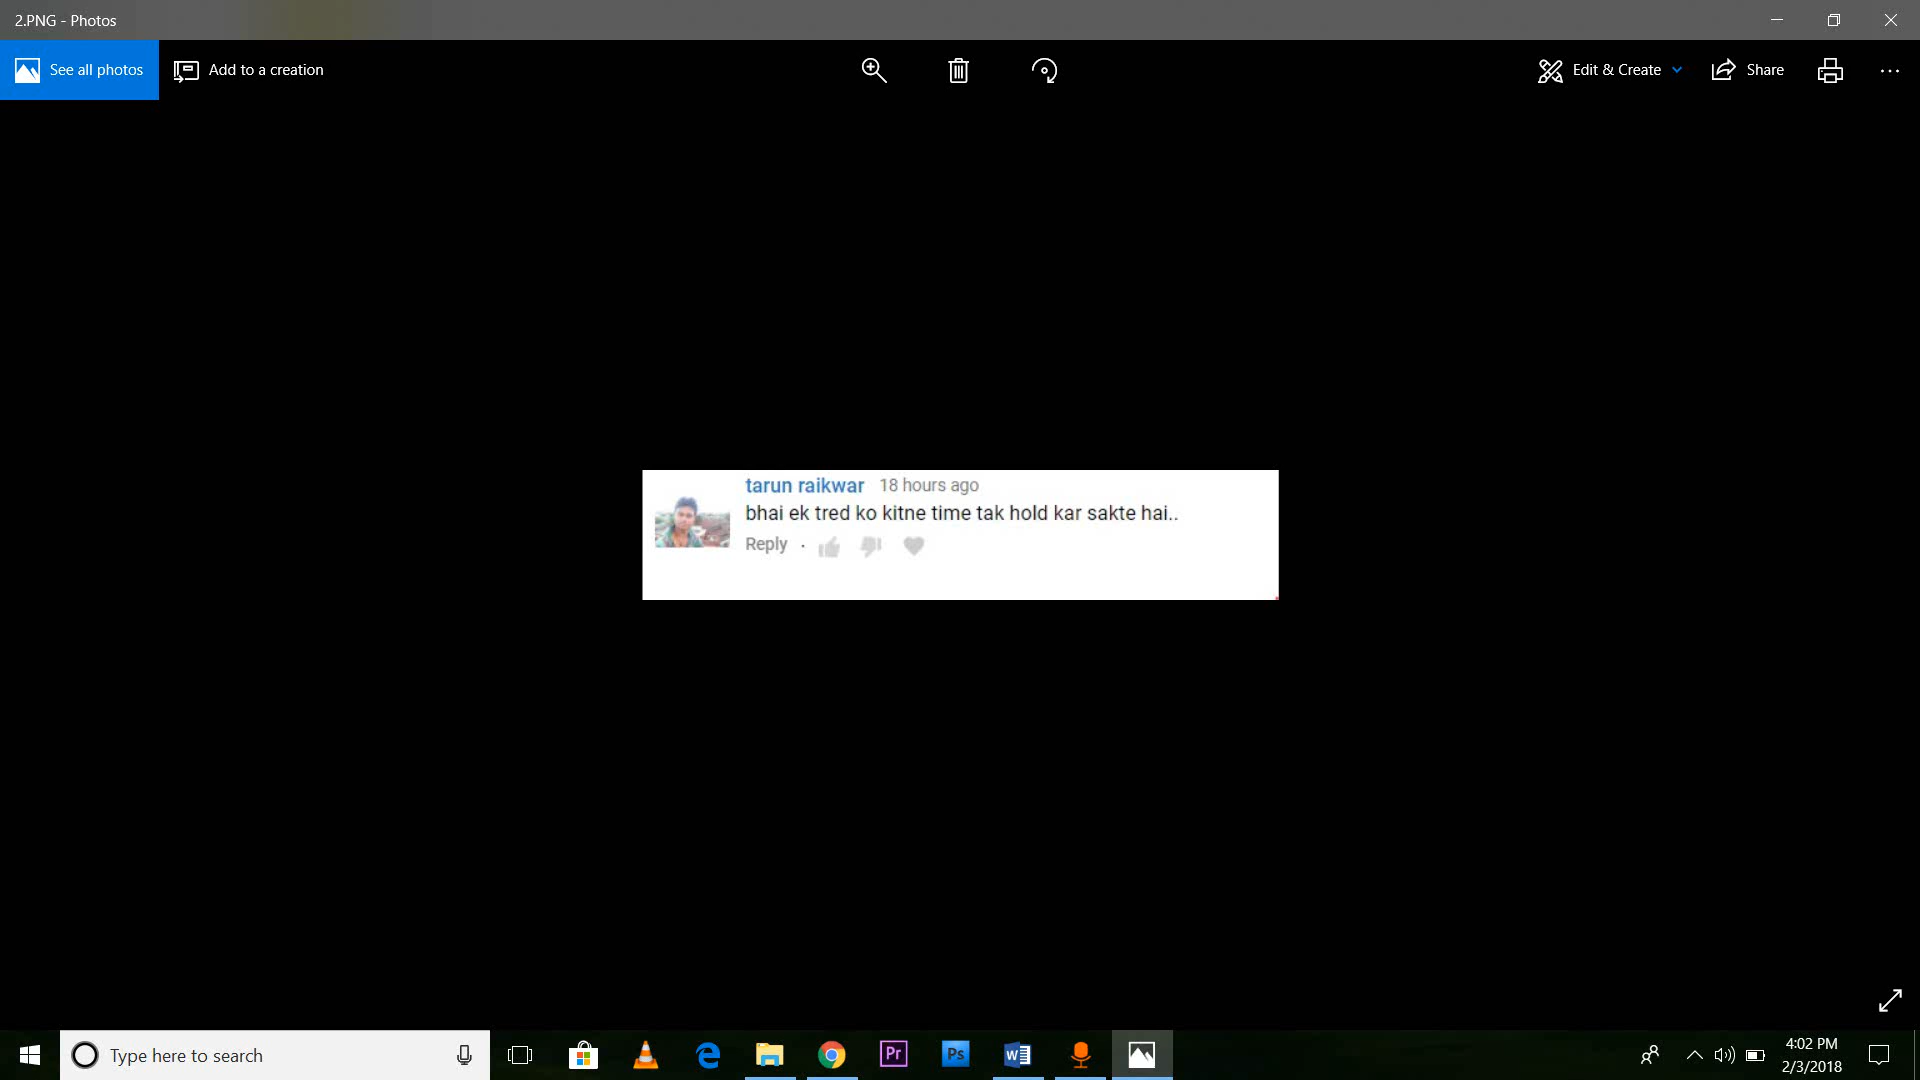 2.PNG - Photos
See all photos
Add to a creation
Edit & Create
Share
tarun raikwar 18 hours ago
bhai ek tred ko kitne time tak hold kar sakte hai..
Reply ·
Type here to search
Pr
Ps
W
4:02 PM
2/3/2018